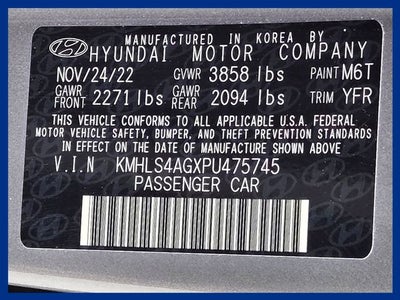 MANUFACTURED IN KOREA BY
HYUNDAI MOTOR COMPANY
NOV/24/22 GVWR 3858 lbs PAINT M6T
GAWR FRONT 2271 lbs GAWR REAR 2094 lbs TRIM YFR
THIS VEHICLE CONFORMS TO ALL APPLICABLE U.S.A. FEDERAL
MOTOR VEHICLE SAFETY, BUMPER, AND THEFT PREVENTION STANDARDS
IN EFFECT ON THE DATE OF MANUFACTURE SHOWN ABOVE.
V.I.N KMHLS4AGXPU475745
PASSENGER CAR